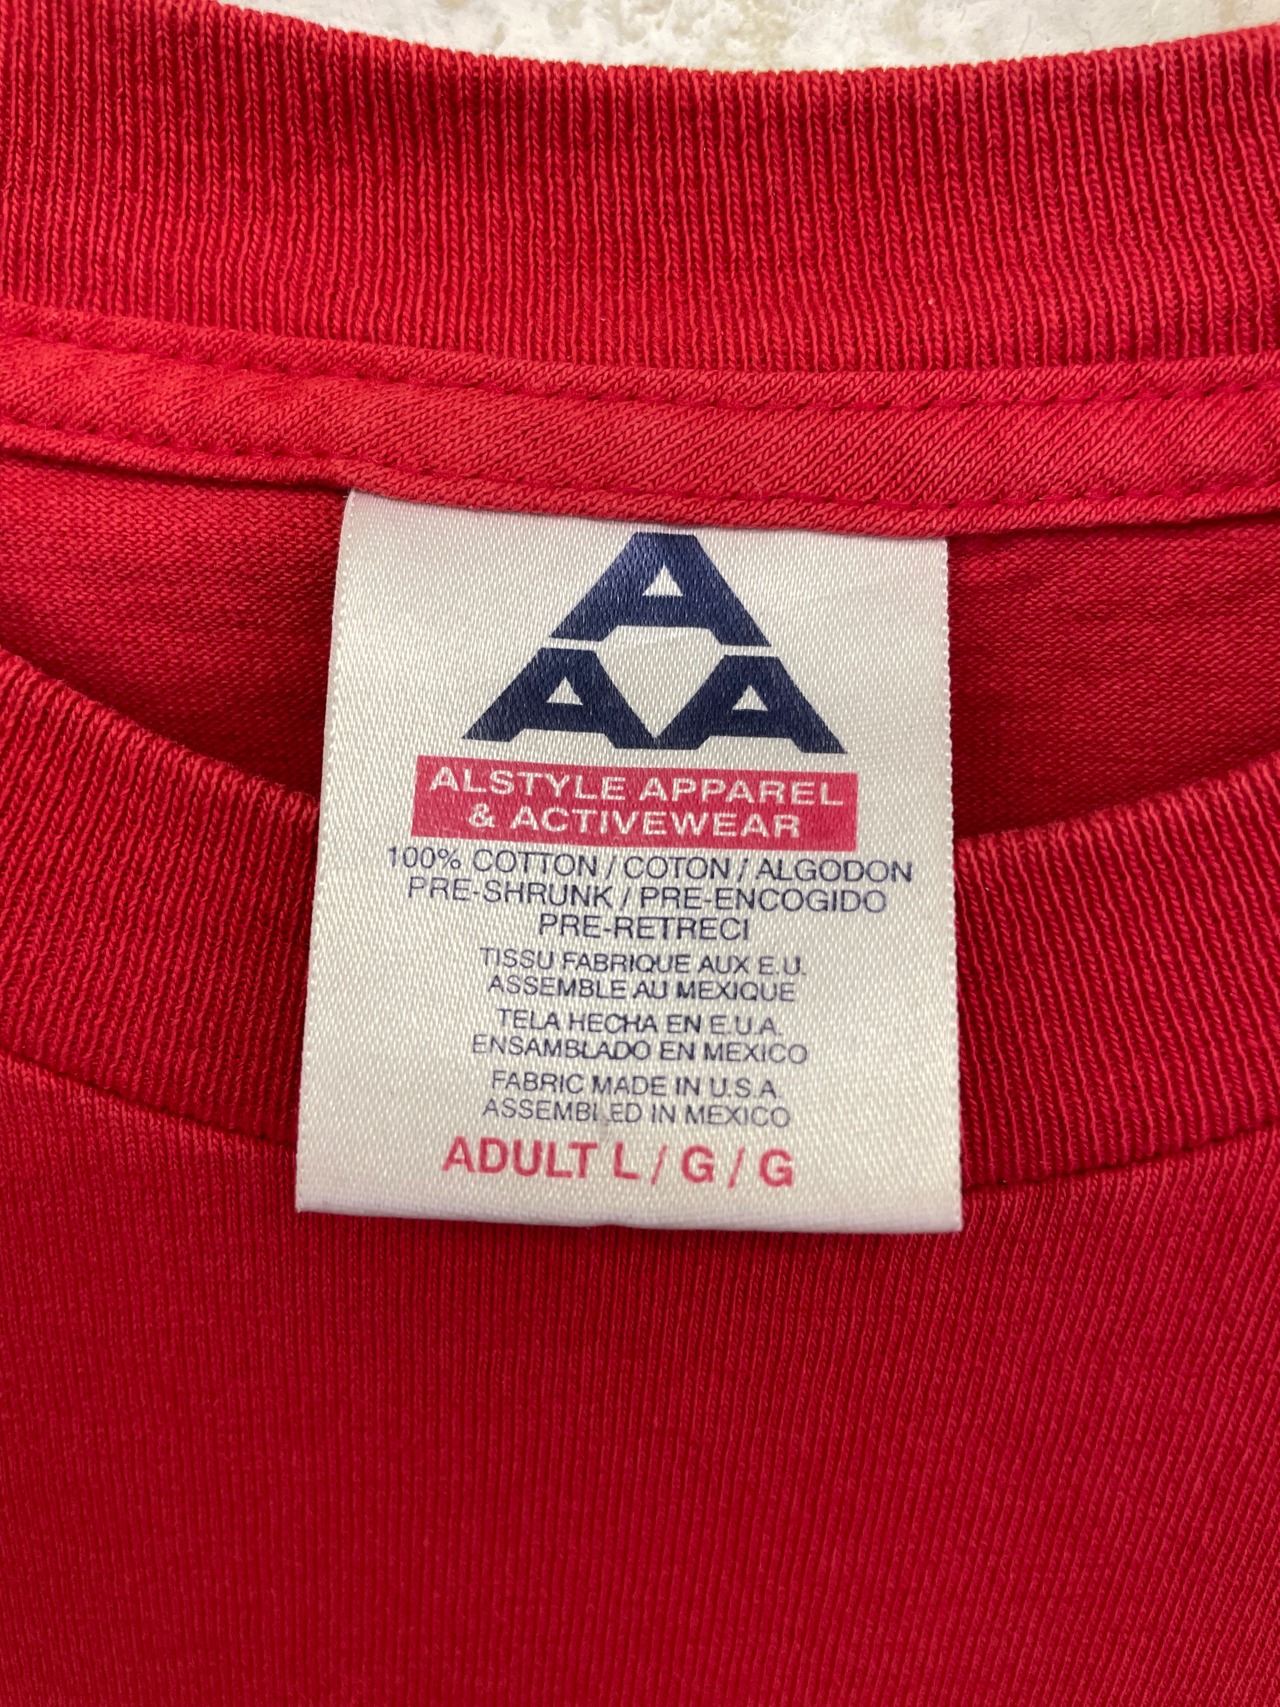 A
AA
ALSTYLE APPAREL
& ACTIVEWEAR
100% COTTON / COTON / ALGODON
PRE-SHRUNK / PRE-ENCOGIDO
PRE-RETRECI
TISSU FABRIQUE AUX E.U.
ASSEMBLE AU MEXIQUE
TELA HECHA EN E.U.A.
ENSAMBLADO EN MEXICO
FABRIC MADE IN U.S.A.
ASSEMBLED IN MEXICO
ADULT L / G / G